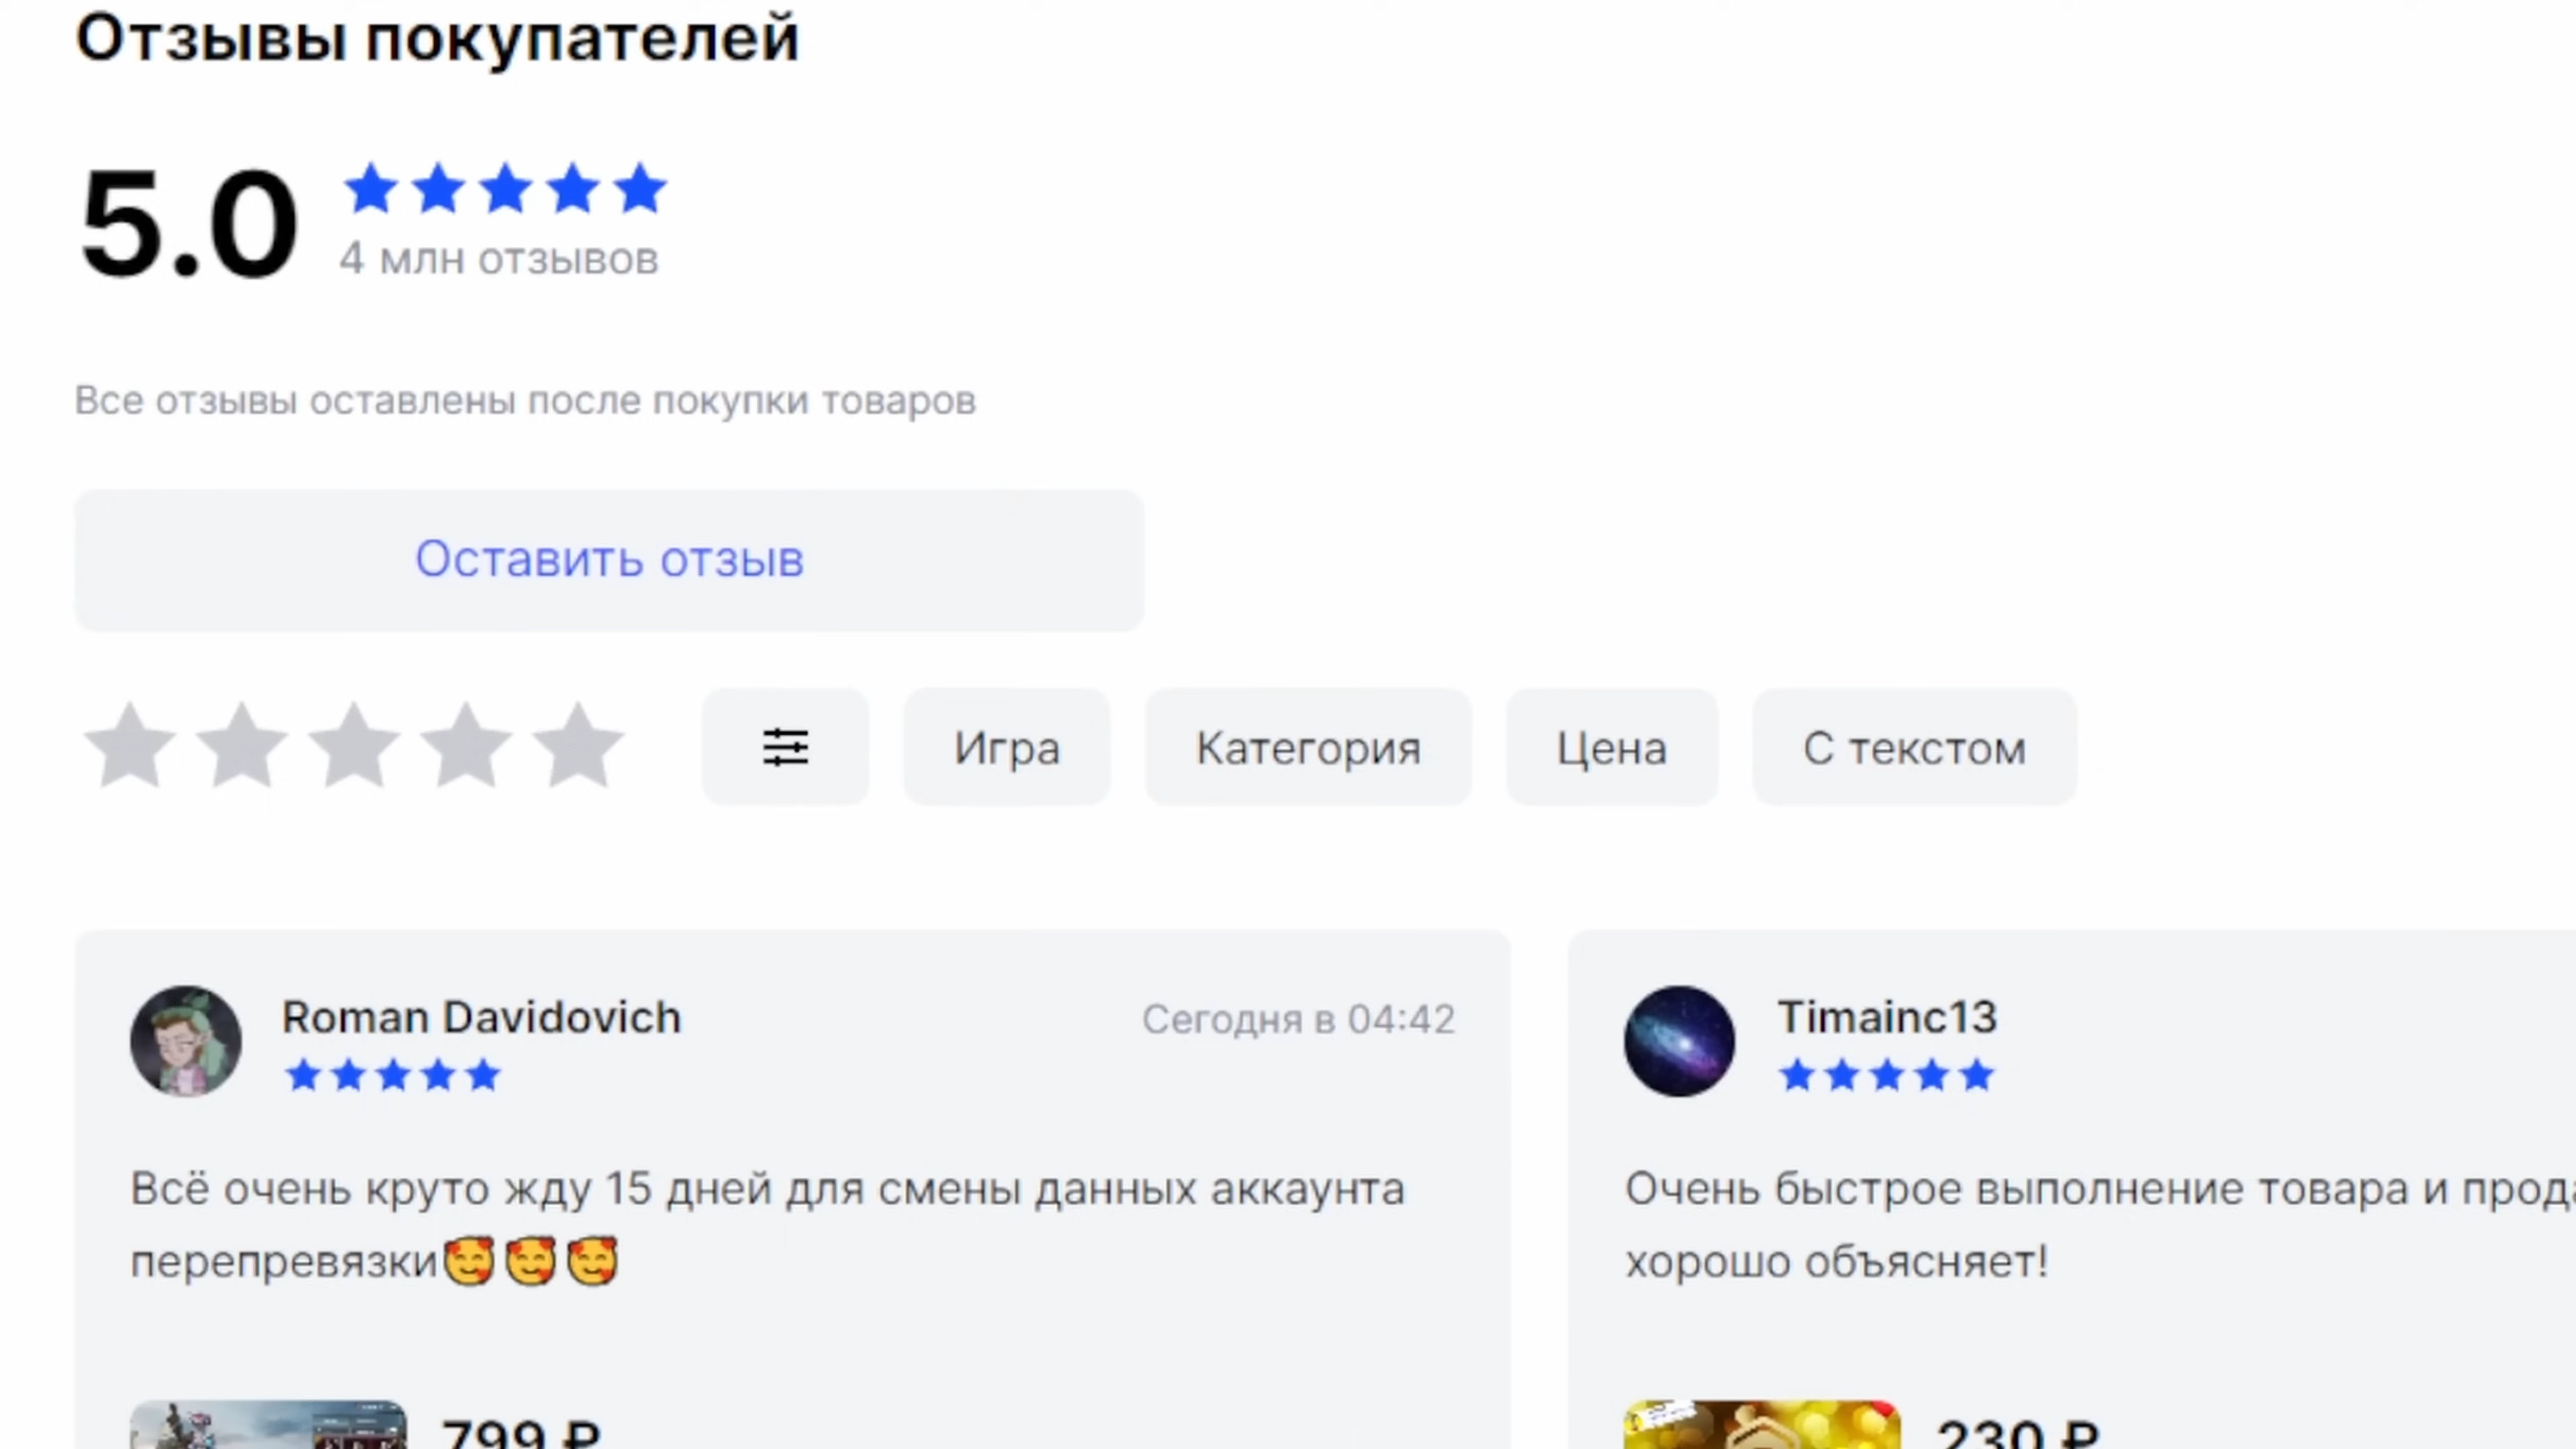 Отзывы покупателей
5.0
4 млн отзывов
Все отзывы оставлены после покупки товаров
Оставить отзыв
Игра
Категория
Цена
С текстом
Roman Davidovich
Сегодня в 04:42
Всё очень круто жду 15 дней для смены данных аккаунта
перепревязки🥰🥰🥰
799 ₽
Timainc13
Очень быстрое выполнение товара и
хорошо объясняет!
230 ₽